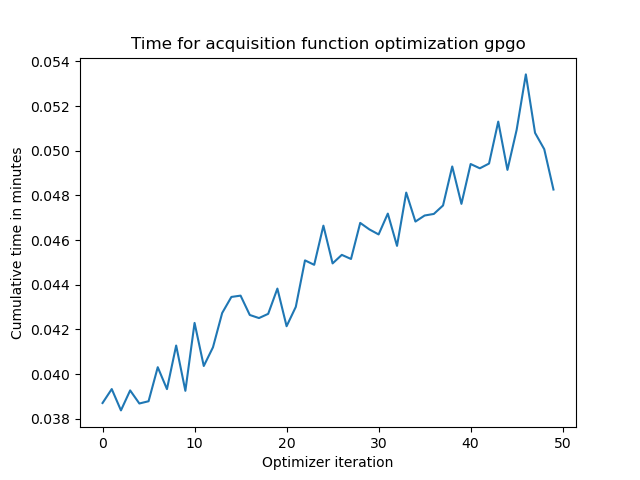 Time for acquisition function optimization gpgo
0.054
0.052
0.050
0.048
0.046
0.044
0.042
0.040
0.038
Cumulative time in minutes
0 10 20 30 40 50
Optimizer iteration